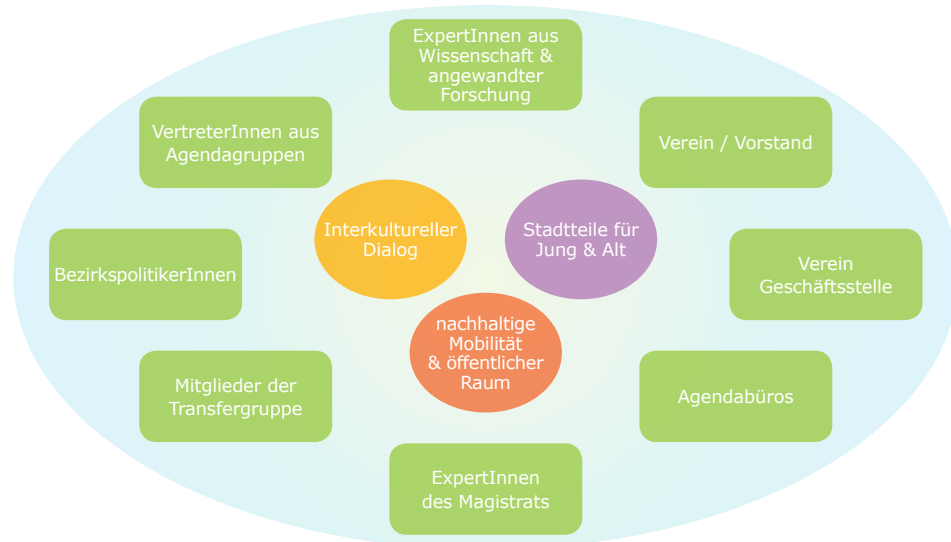 ExpertInnen aus
Wissenschaft &
angewandter
Forschung
VertreterInnen aus
Agendagruppen
Verein / Vorstand
Interkultureller
Dialog
Stadtteile für
Jung & Alt
BezirkspolitikerInnen
Verein
Geschäftsstelle
nachhaltige
Mobilität
& öffentlicher
Raum
Mitglieder der
Transfergruppe
Agendabüros
ExpertInnen
des Magistrats